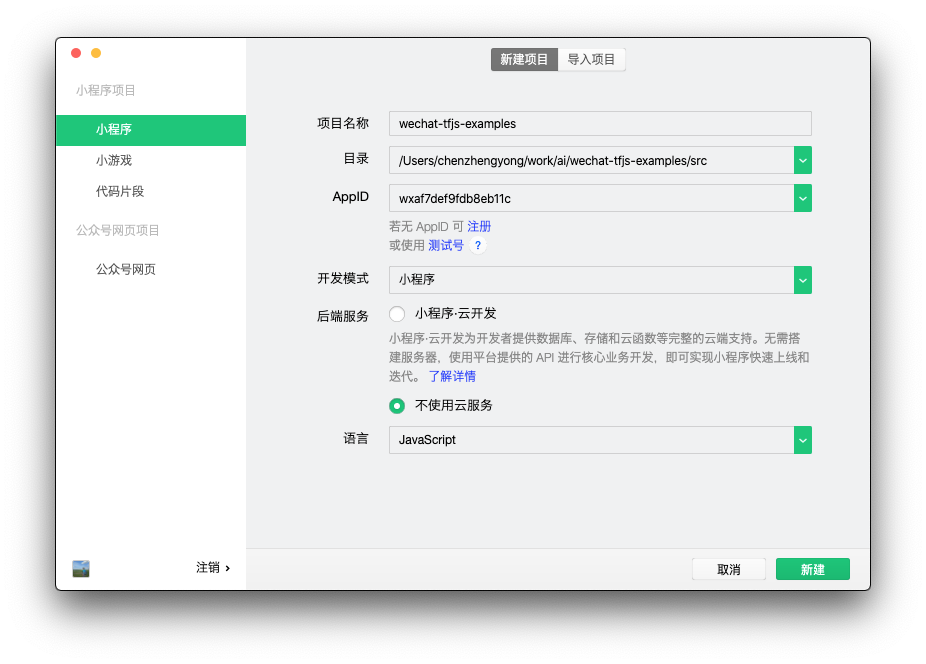 新建项目 导入项目
小程序项目
小程序
小游戏
代码片段
公众号网页项目
公众号网页
项目名称 wechat-tfjs-examples
目录 /Users/chenzhengyong/work/ai/wechat-tfjs-examples/src
AppID wxaf7def9fdb8eb11c
若无 AppID 可 注册
或使用 测试号 ?
开发模式 小程序
后端服务 小程序·云开发
小程序·云开发为开发者提供数据库、存储和云函数等完整的云端支持。无需搭
建服务器，使用平台提供的 API 进行核心业务开发，即可实现小程序快速上线和
迭代。 了解详情
不使用云服务
语言 JavaScript
注销 ›
取消 新建